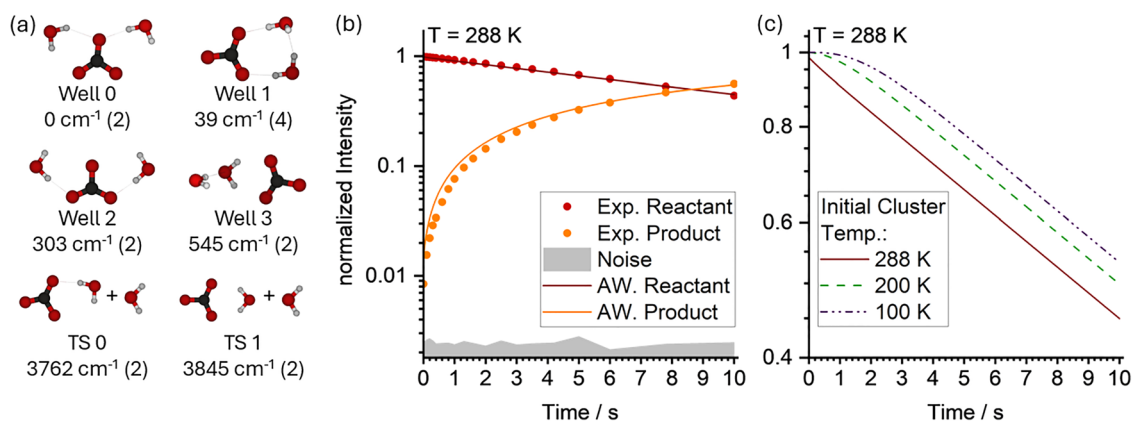 (a)
Well 0
0 cm⁻¹ (2)
Well 1
39 cm⁻¹ (4)
Well 2
303 cm⁻¹ (2)
Well 3
545 cm⁻¹ (2)
+
TS 0
3762 cm⁻¹ (2)
+
TS 1
3845 cm⁻¹ (2)
(b)
T = 288 K
normalized Intensity
1
0.1
0.01
Exp. Reactant
Exp. Product
Noise
AW. Reactant
AW. Product
0 1 2 3 4 5 6 7 8 9 10
Time / s
(c)
T = 288 K
1
0.8
0.6
0.4
Initial Cluster
Temp.:
288 K
200 K
100 K
0 1 2 3 4 5 6 7 8 9 10
Time / s